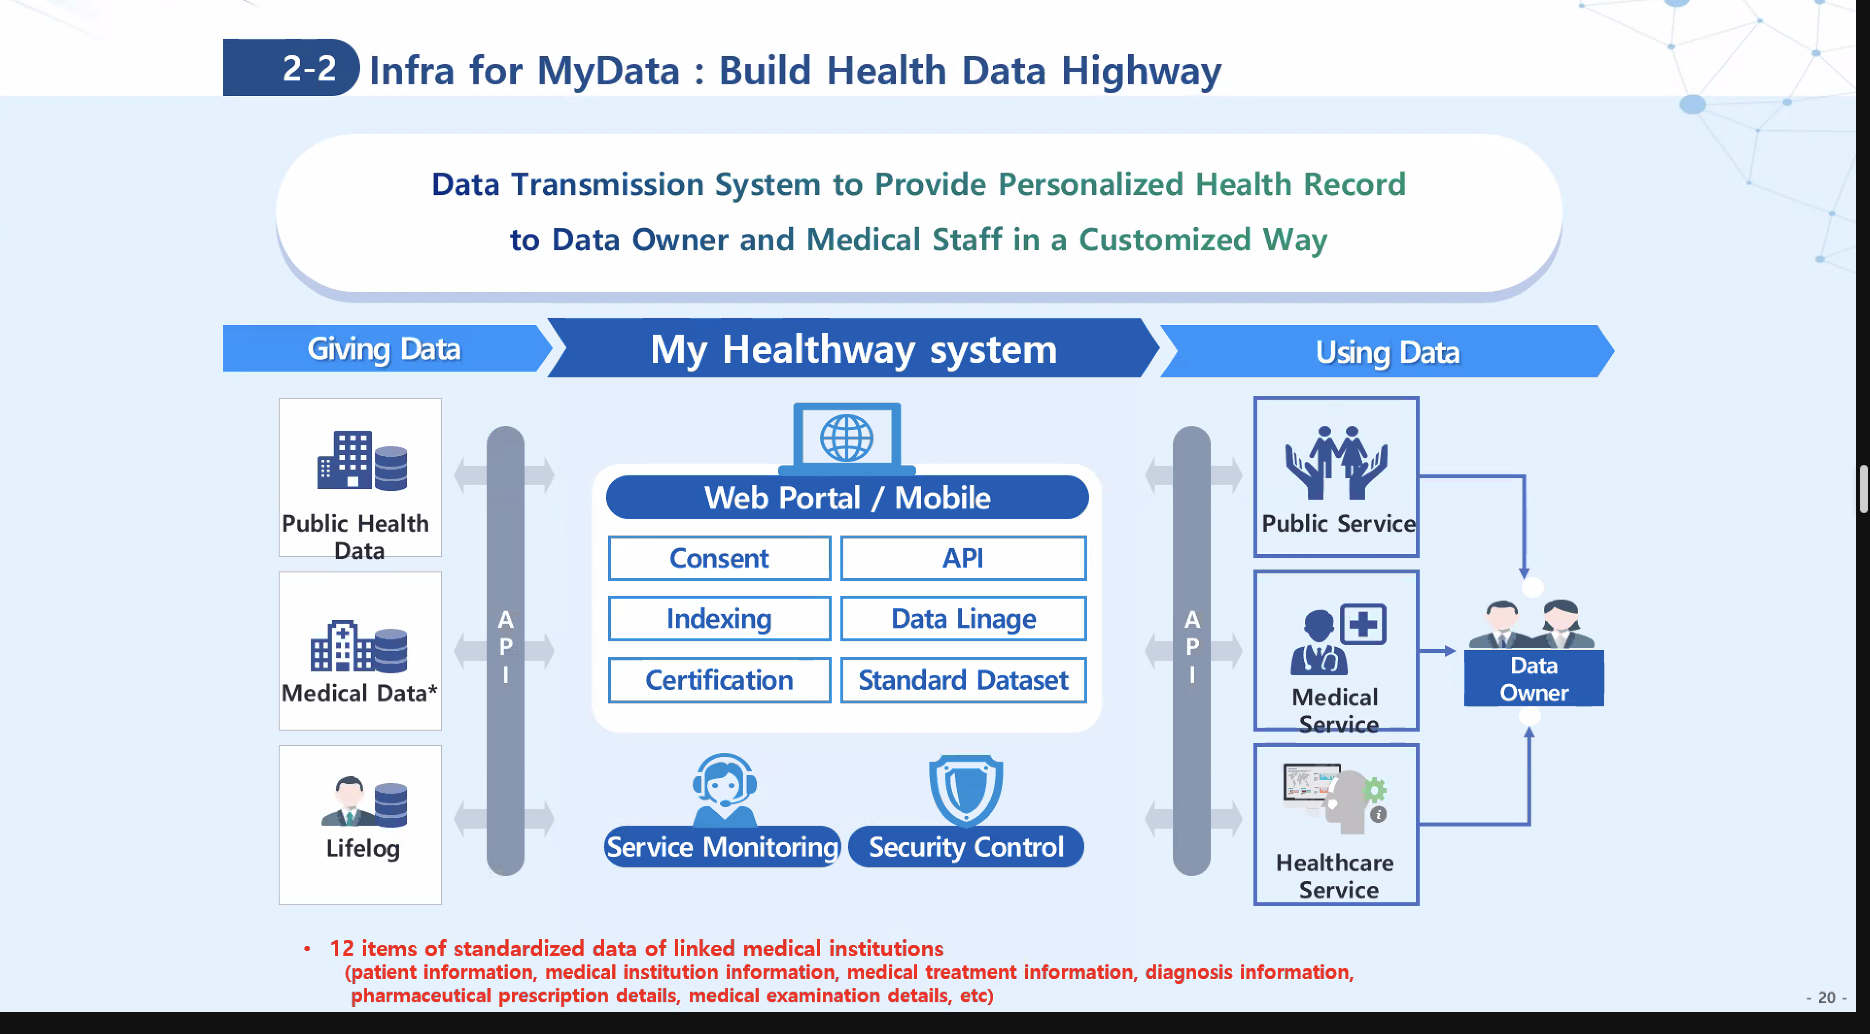 2-2 Infra for MyData : Build Health Data Highway
Data Transmission System to Provide Personalized Health Record
to Data Owner and Medical Staff in a Customized Way
Giving Data
My Healthway system
Using Data
Public Health
Data
Medical Data*
Lifelog
A
P
I
Web Portal / Mobile
Consent
API
Indexing
Data Linage
Certification
Standard Dataset
Service Monitoring
Security Control
A
P
I
Public Service
Medical
Service
Healthcare
Service
Data
Owner
• 12 items of standardized data of linked medical institutions
(patient information, medical institution information, medical treatment information, diagnosis information,
pharmaceutical prescription details, medical examination details, etc)
- 20 -